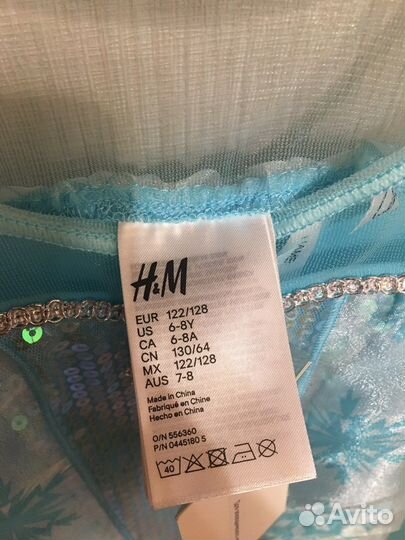 H&M
EUR 122/128
US 6-8Y
CA 6-8A
CN 130/64
MX 122/128
AUS 7-8
Made in China
Fabriqué en Chine
Hecho en China
O/N 556360
P/N 0445180 S
40
Avito